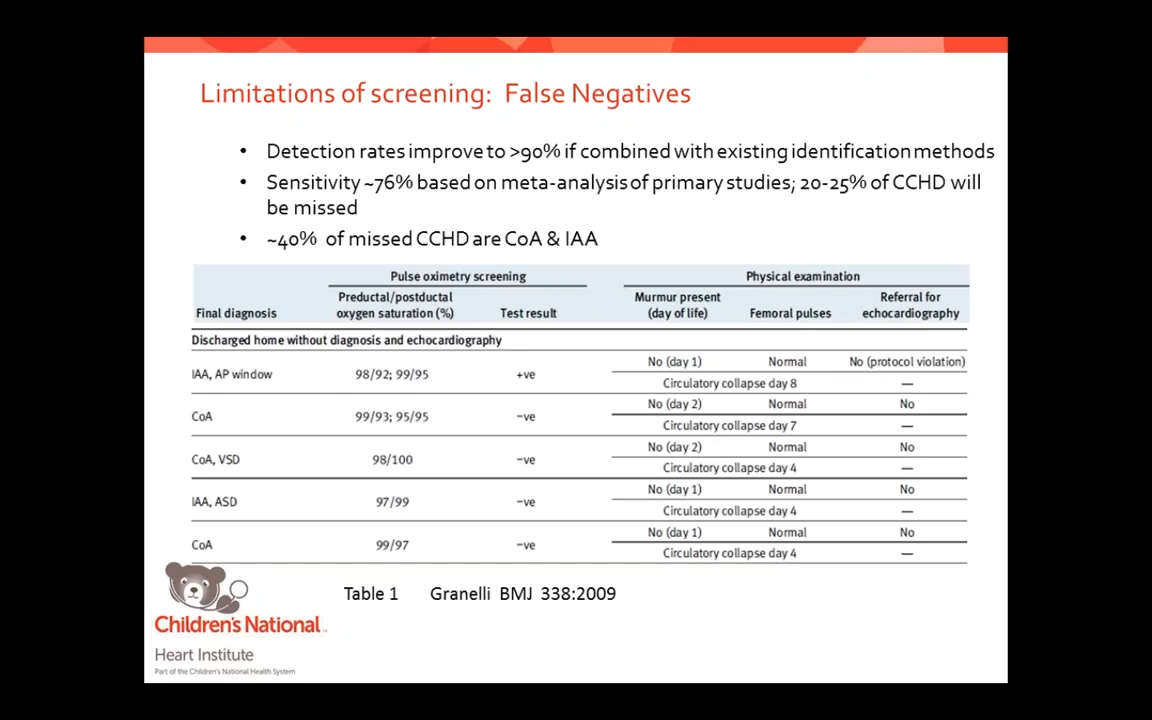 Limitations of screening: False Negatives
• Detection rates improve to >90% if combined with existing identification methods
• Sensitivity ~76% based on meta-analysis of primary studies; 20-25% of CCHD will
be missed
• ~40% of missed CCHD are CoA & IAA
Pulse oximetry screening Physical examination
Preductal/postductal Murmur present Referral for
Final diagnosis oxygen saturation (%) Test result (day of life) Femoral pulses echocardiography
Discharged home without diagnosis and echocardiography
No (day 1) Normal No (protocol violation)
IAA, AP window 98/92; 99/95 +ve
Circulatory collapse day 8 —
No (day 2) Normal No
CoA 99/93; 95/95 −ve
Circulatory collapse day 7 —
No (day 2) Normal No
CoA, VSD 98/100 −ve
Circulatory collapse day 4 —
No (day 1) Normal No
IAA, ASD 97/99 −ve
Circulatory collapse day 4 —
No (day 1) Normal No
CoA 99/97 −ve
Circulatory collapse day 4 —
Table 1 Granelli BMJ 338:2009
Children's National™
Heart Institute
Part of the Children's National Health System